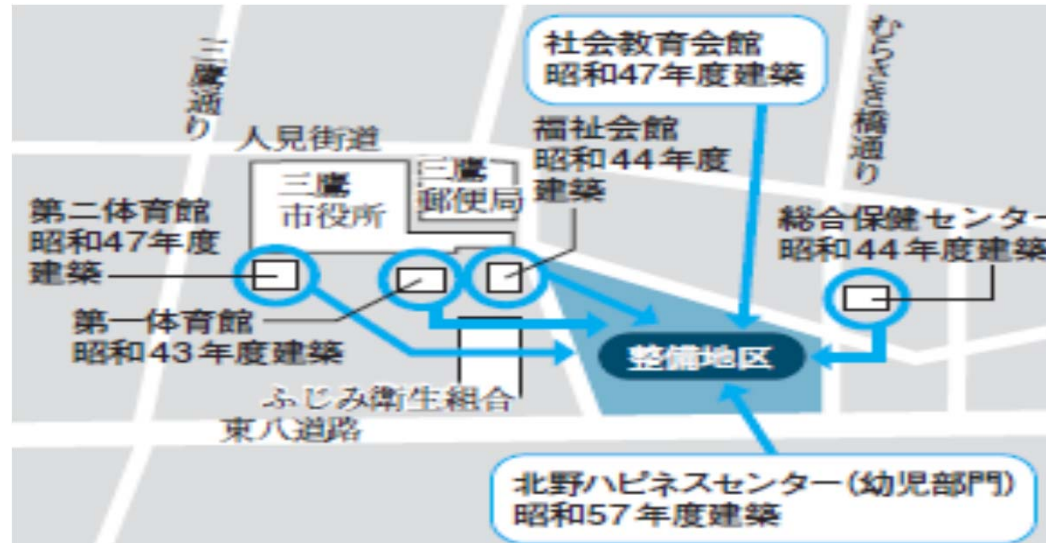 三鷹通り
人見街道
三鷹
市役所
三鷹
郵便局
福祉会館
昭和44年度
建築
社会教育会館
昭和47年度建築
むらさき橋通り
総合保健センター
昭和44年度建築
第二体育館
昭和47年度
建築
第一体育館
昭和43年度建築
整備地区
ふじみ衛生組合
東八道路
北野ハピネスセンター(幼児部門)
昭和57年度建築